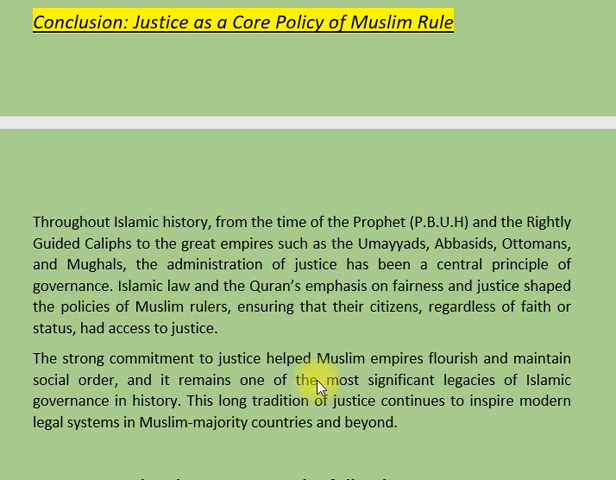 Conclusion: Justice as a Core Policy of Muslim Rule
Throughout Islamic history, from the time of the Prophet (P.B.U.H) and the Rightly
Guided Caliphs to the great empires such as the Umayyads, Abbasids, Ottomans,
and Mughals, the administration of justice has been a central principle of
governance. Islamic law and the Quran’s emphasis on fairness and justice shaped
the policies of Muslim rulers, ensuring that their citizens, regardless of faith or
status, had access to justice.
The strong commitment to justice helped Muslim empires flourish and maintain
social order, and it remains one of the most significant legacies of Islamic
governance in history. This long tradition of justice continues to inspire modern
legal systems in Muslim-majority countries and beyond.